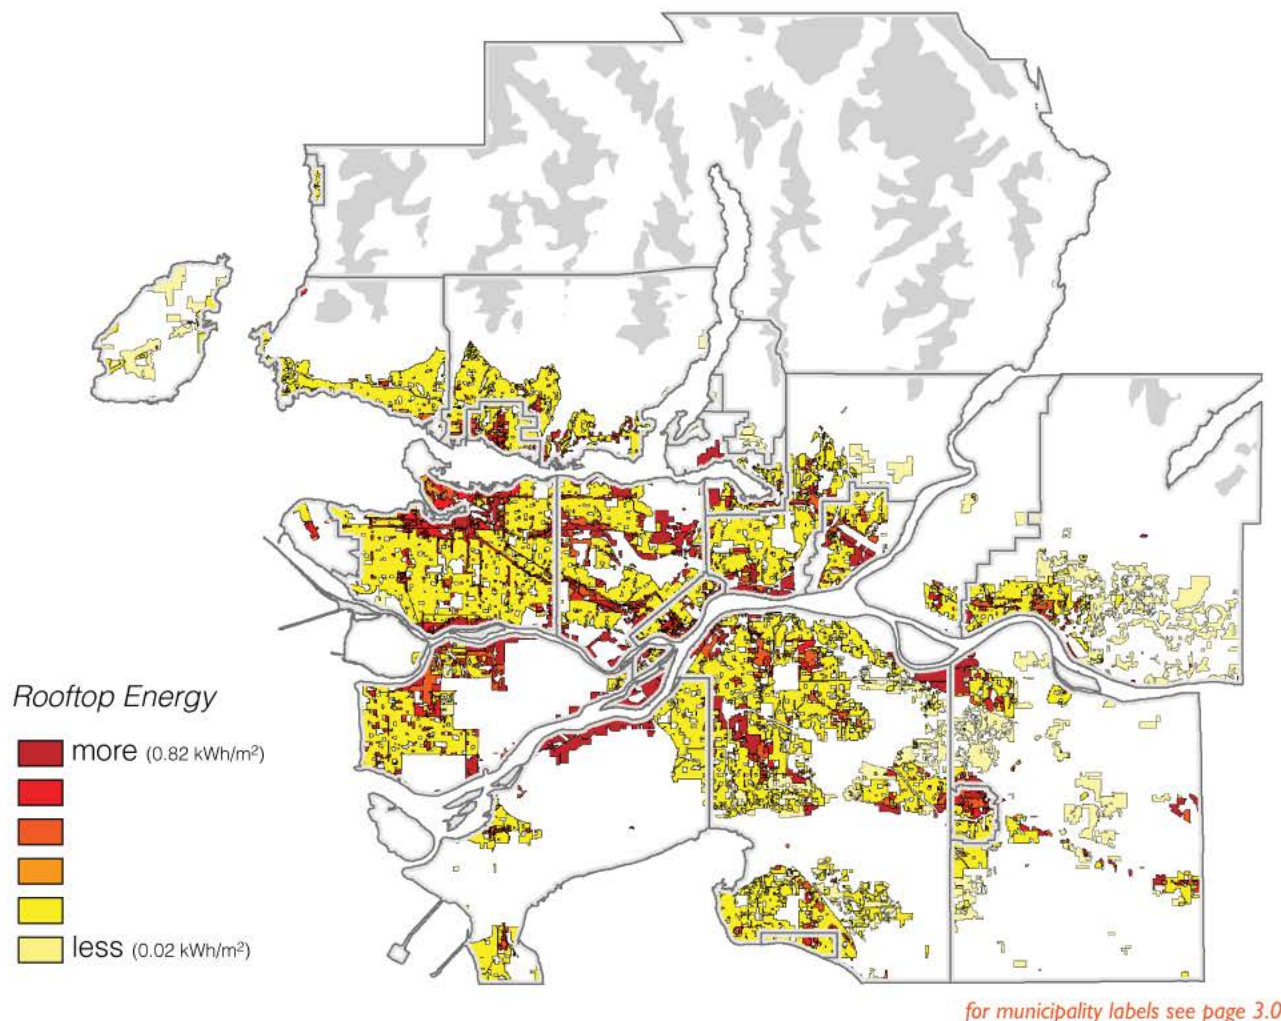 Rooftop Energy
more (0.82 kWh/m²)
less (0.02 kWh/m²)
for municipality labels see page 3.0